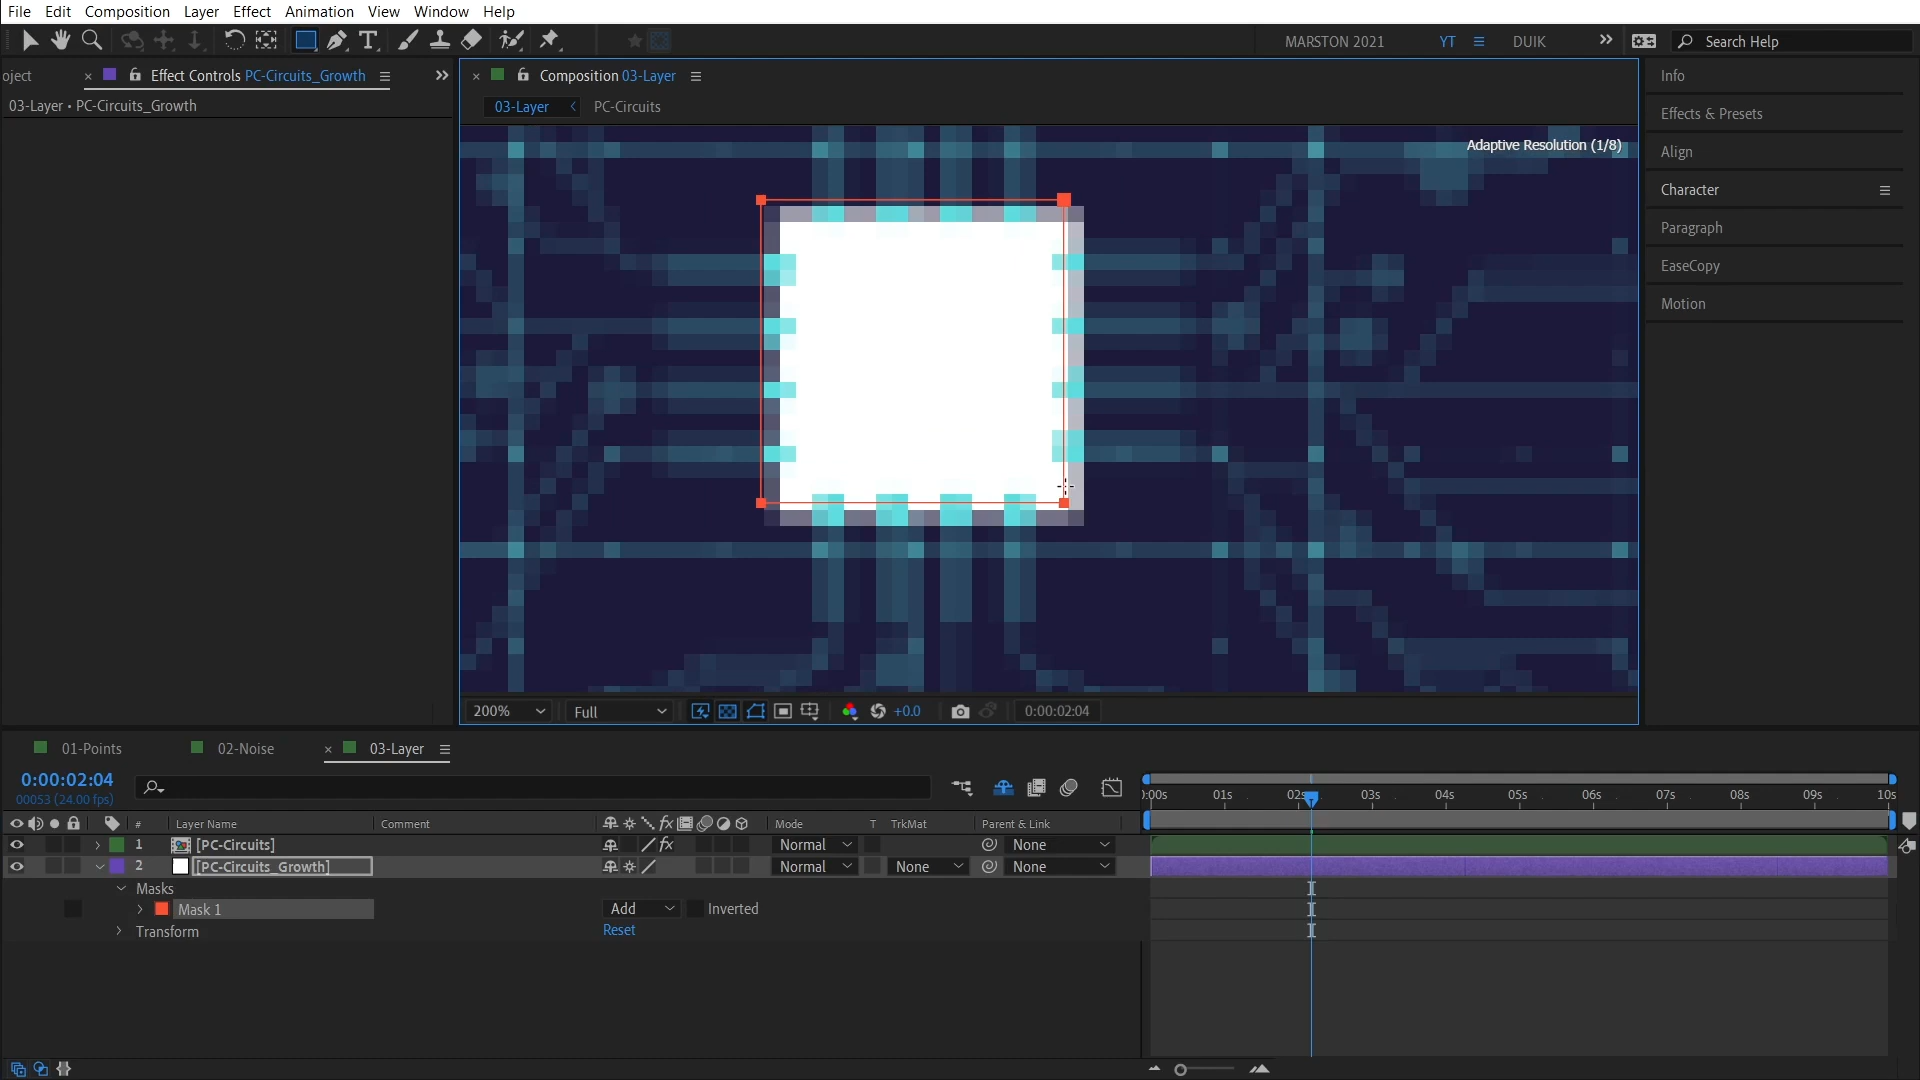 File Edit Composition Layer Effect Animation View Window Help
MARSTON 2021 YT DUIK Search Help
oject Effect Controls PC-Circuits_Growth
03-Layer • PC-Circuits_Growth
Composition 03-Layer
03-Layer PC-Circuits
Adaptive Resolution (1/8)
Info
Effects & Presets
Align
Character
Paragraph
EaseCopy
Motion
200% Full +0.0 0:00:02:04
01-Points 02-Noise 03-Layer
0:00:02:04
00053 (24.00 fps)
):00s 01s 02s 03s 04s 05s 06s 07s 08s 09s 10s
# Layer Name Comment Mode T TrkMat Parent & Link
1 [PC-Circuits] Normal None
2 [PC-Circuits_Growth] Normal None None
Masks
Mask 1 Add Inverted
Transform Reset